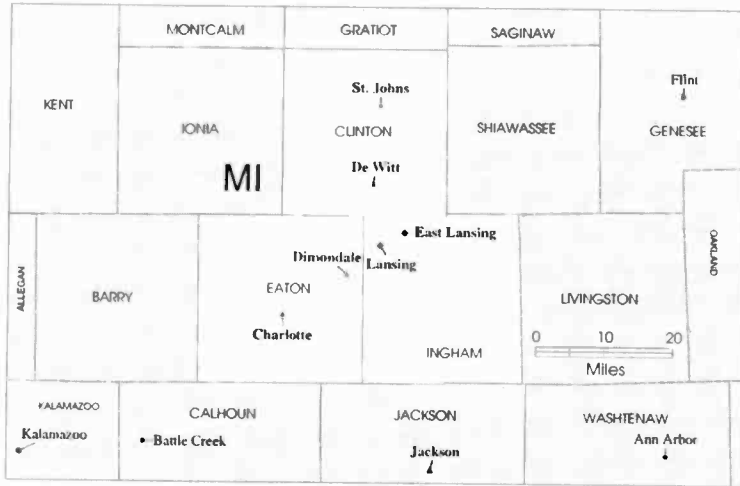 MONTCALM
GRATIOT
SAGINAW
Flint
St. Johns
KENT
IONIA
CLINTON
SHIAWASSEE
GENESEE
MI
De Witt
OAKLAND
East Lansing
Dimondale
Lansing
ALLEGAN
BARRY
EATON
LIVINGSTON
Charlotte
INGHAM
0 10 20
Miles
KALAMAZOO
CALHOUN
JACKSON
WASHTENAW
Kalamazoo
Battle Creek
Jackson
Ann Arbor